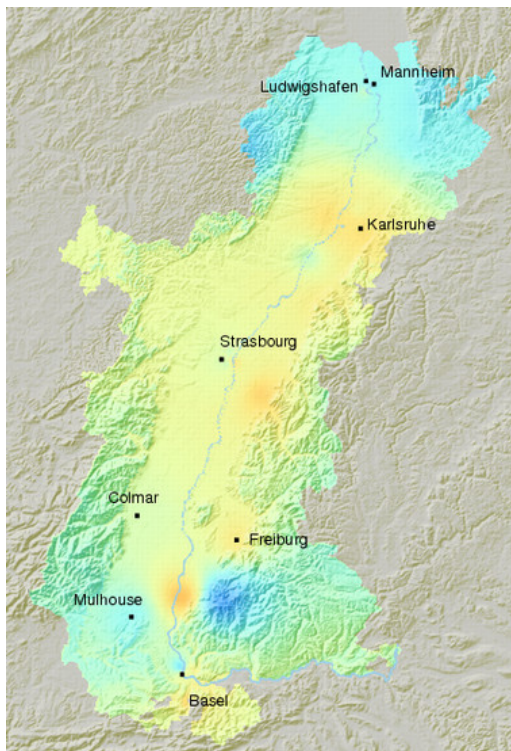 Mannheim
Ludwigshafen
Karlsruhe
Strasbourg
Colmar
Freiburg
Mulhouse
Basel